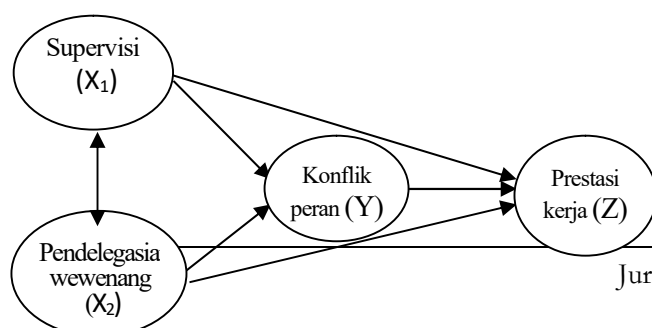 Supervisi
(X₁)
Konflik
peran (Y)
Prestasi
kerja (Z)
Pendelegasia
wewenang
(X₂)
Jur